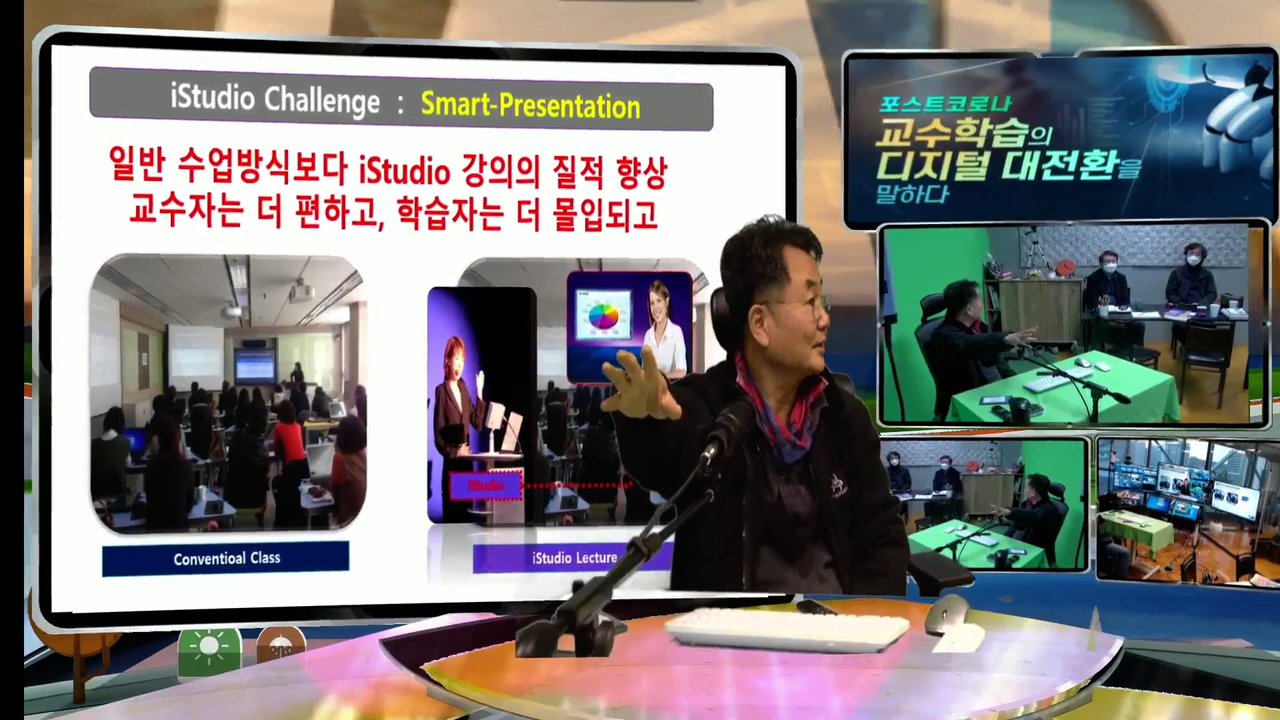 iStudio Challenge : Smart-Presentation
일반 수업방식보다 iStudio 강의의 질적 향상
교수자는 더 편하고, 학습자는 더 몰입되고
iStudio
Conventioal Class
iStudio Lecture
포스트코로나
교수학습의
디지털 대전환을
말하다